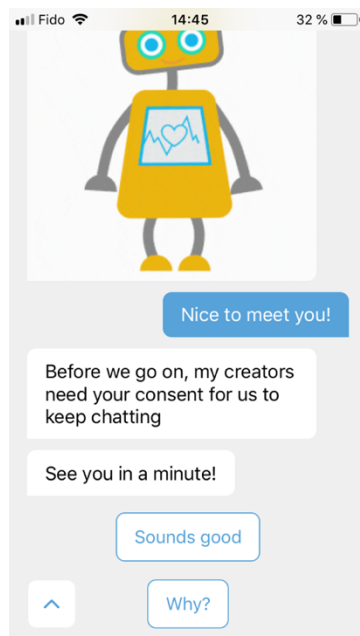 Fido 14:45 32 %
Nice to meet you!
Before we go on, my creators
need your consent for us to
keep chatting
See you in a minute!
Sounds good
Why?